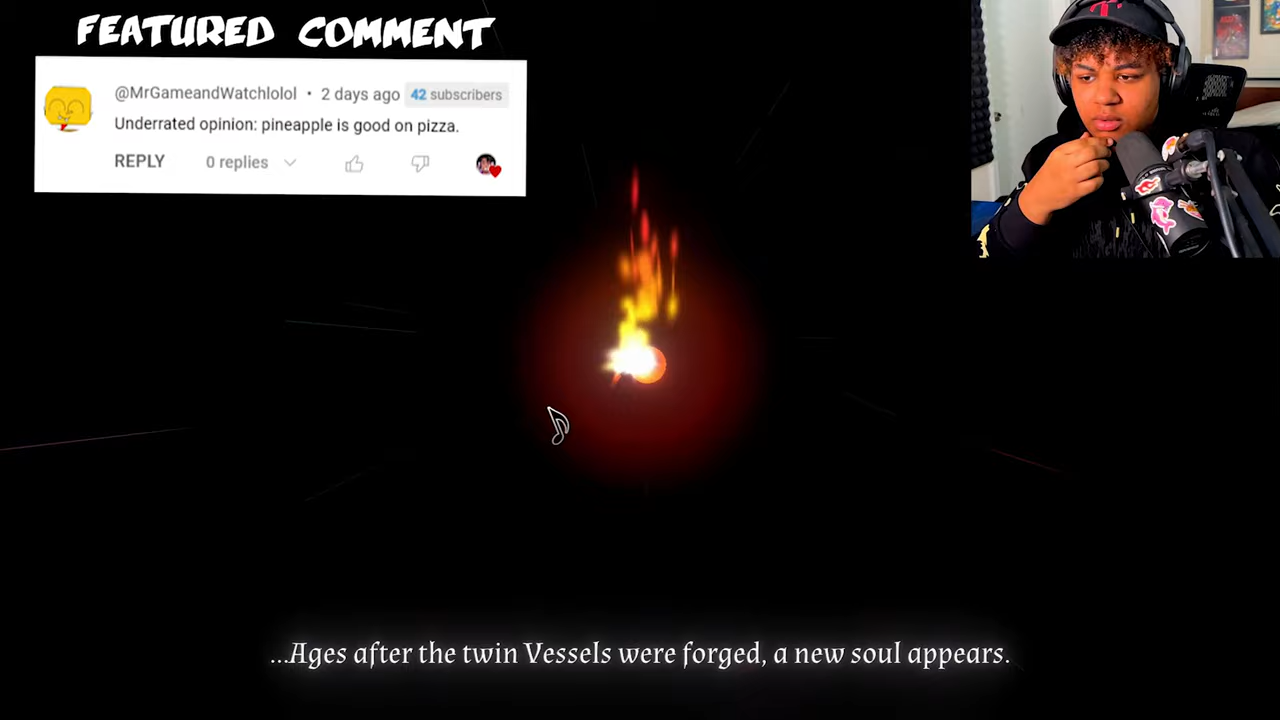 FEATURED COMMENT
@MrGameandWatchlolol • 2 days ago 42 subscribers
Underrated opinion: pineapple is good on pizza.
REPLY 0 replies
...Ages after the twin Vessels were forged, a new soul appears.